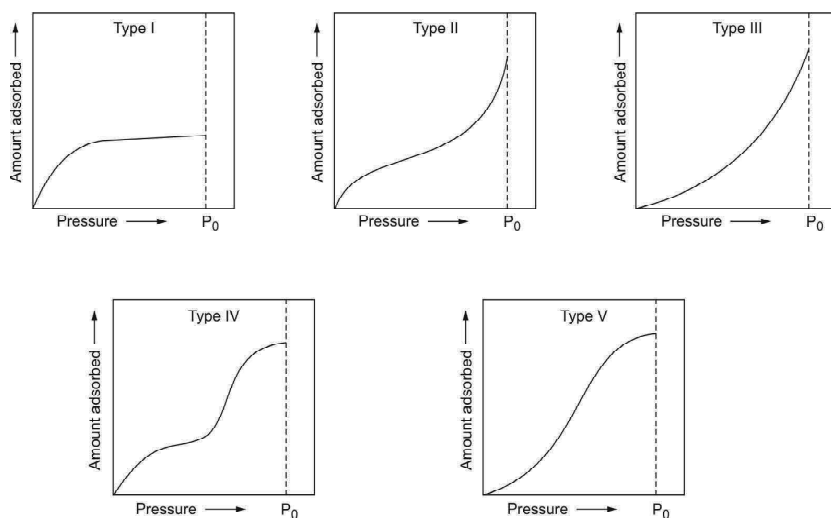 Type I
Amount adsorbed
Pressure
P0
Type II
Amount adsorbed
Pressure
P0
Type III
Amount adsorbed
Pressure
P0
Type IV
Amount adsorbed
Pressure
P0
Type V
Amount adsorbed
Pressure
P0